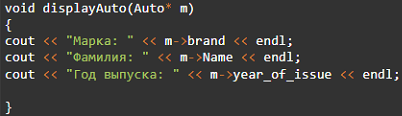 void displayAuto(Auto* m)
{
cout << "Марка: " << m->brand << endl;
cout << "Фамилия: " << m->Name << endl;
cout << "Год выпуска: " << m->year_of_issue << endl;
}